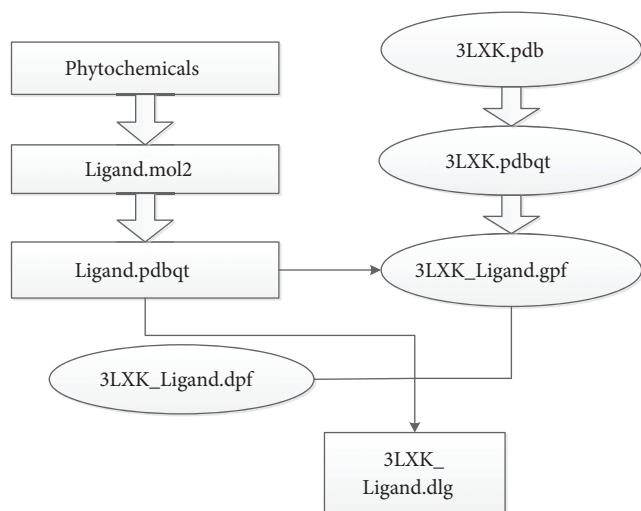 Phytochemicals
3LXK.pdb
Ligand.mol2
3LXK.pdbqt
Ligand.pdbqt
3LXK_Ligand.gpf
3LXK_Ligand.dpf
3LXK_
Ligand.dlg